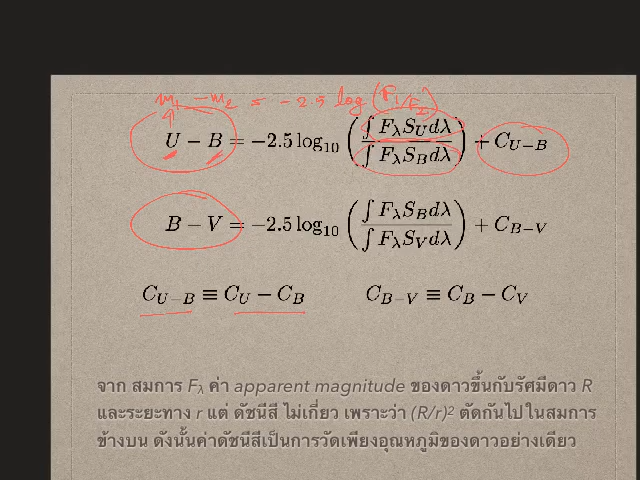 m₁ - m₂ = -2.5 log (F₁/F₂)
U − B = −2.5 log₁₀ (∫ F_λ S_U dλ / ∫ F_λ S_B dλ) + C_{U−B}
B − V = −2.5 log₁₀ (∫ F_λ S_B dλ / ∫ F_λ S_V dλ) + C_{B−V}
C_{U−B} ≡ C_U − C_B C_{B−V} ≡ C_B − C_V
จาก สมการ F_λ ค่า apparent magnitude ของดาวขึ้นกับรัศมีดาว R
และระยะทาง r แต่ ดัชนีสี ไม่เกี่ยว เพราะว่า (R/r)² ตัดกันไปในสมการ
ข้างบน ดังนั้นค่าดัชนีสีเป็นการวัดเพียงอุณหภูมิของดาวอย่างเดียว